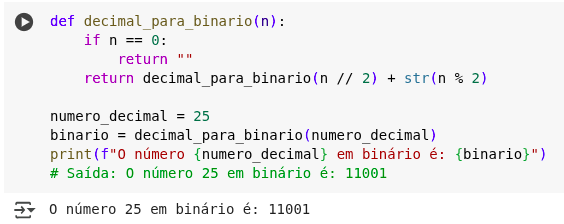 def decimal_para_binario(n):
    if n == 0:
        return ""
    return decimal_para_binario(n // 2) + str(n % 2)

numero_decimal = 25
binario = decimal_para_binario(numero_decimal)
print(f"O número {numero_decimal} em binário é: {binario}")
# Saída: O número 25 em binário é: 11001
O número 25 em binário é: 11001